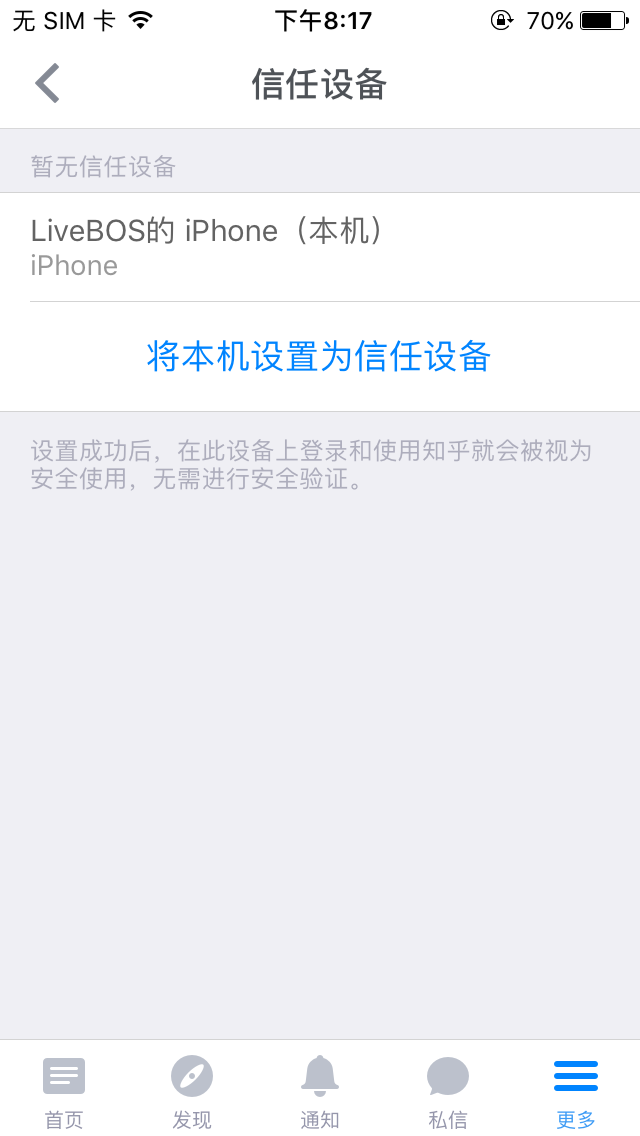 无 SIM 卡 下午8:17 70%
信任设备
暂无信任设备
LiveBOS的 iPhone（本机）
iPhone
将本机设置为信任设备
设置成功后，在此设备上登录和使用知乎就会被视为
安全使用，无需进行安全验证。
首页 发现 通知 私信 更多